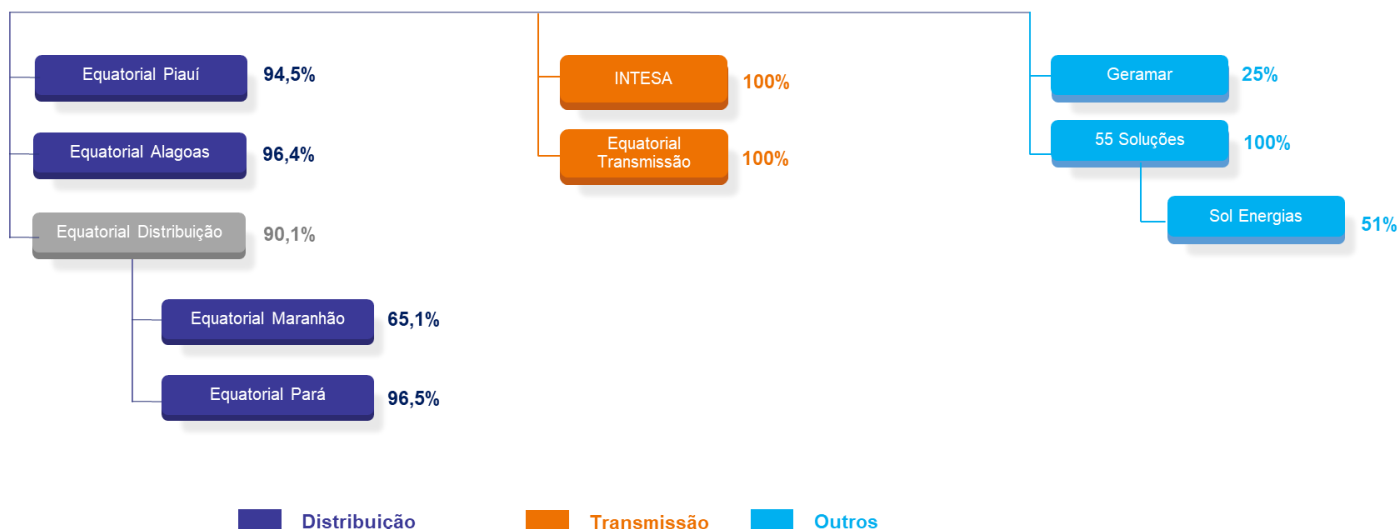 Equatorial Piauí
94,5%
Equatorial Alagoas
96,4%
Equatorial Distribuição
90,1%
Equatorial Maranhão
65,1%
Equatorial Pará
96,5%
INTESA
100%
Equatorial
Transmissão
100%
Geramar
25%
55 Soluções
100%
Sol Energias
51%
Distribuição
Transmissão
Outros